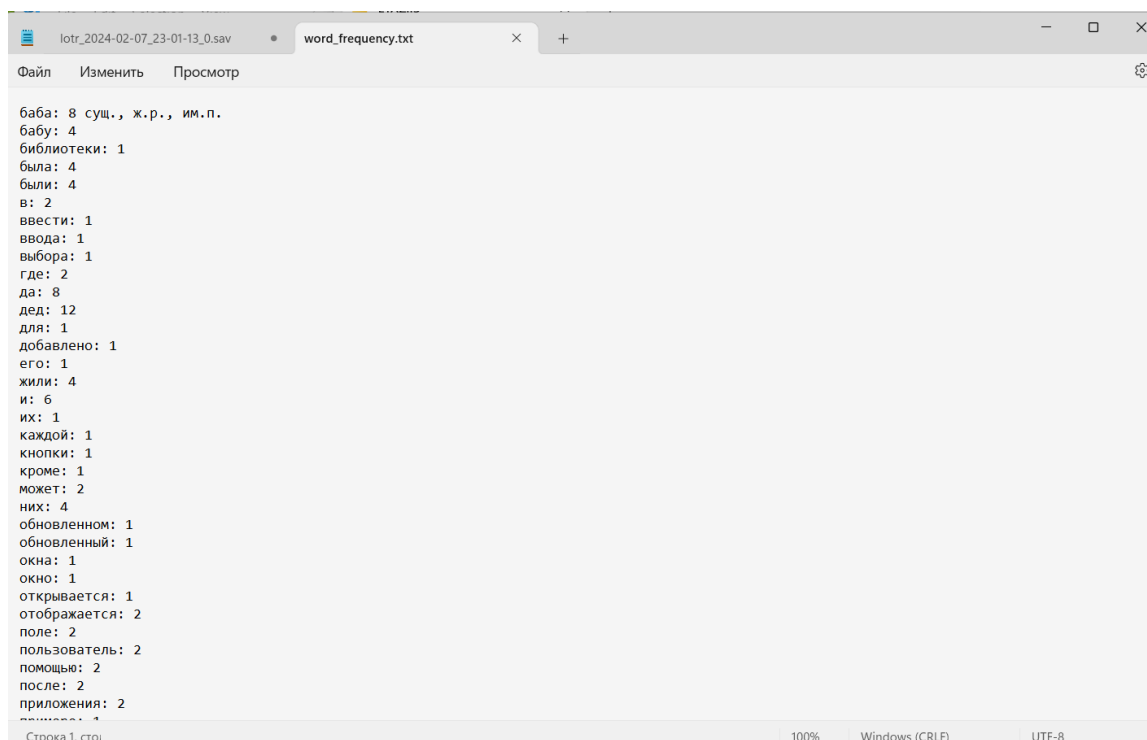 lotr_2024-02-07_23-01-13_0.sav word_frequency.txt
Файл Изменить Просмотр
баба: 8 сущ., ж.р., им.п.
бабу: 4
библиотеки: 1
была: 4
были: 4
в: 2
ввести: 1
ввода: 1
выбора: 1
где: 2
да: 8
дед: 12
для: 1
добавлено: 1
его: 1
жили: 4
и: 6
их: 1
каждой: 1
кнопки: 1
кроме: 1
может: 2
них: 4
обновленном: 1
обновленный: 1
окна: 1
окно: 1
открывается: 1
отображается: 2
поле: 2
пользователь: 2
помощью: 2
после: 2
приложения: 2
Строка 1, 100% Windows (CRLF) UTF-8